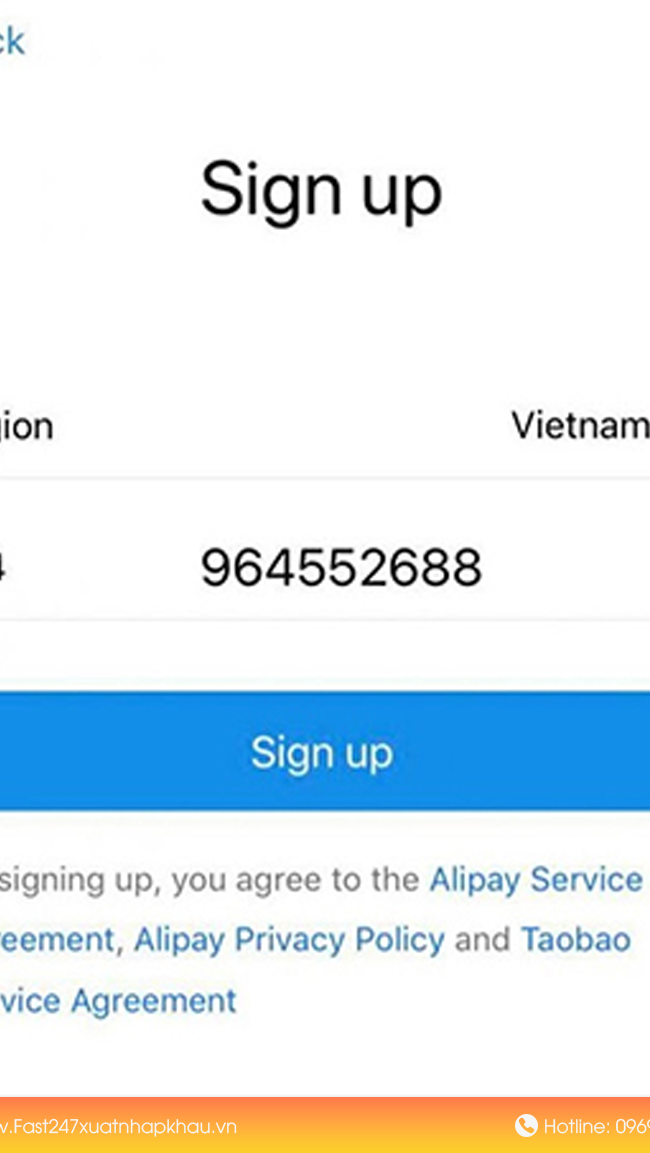 ck
Sign up
gion Vietnam
4 964552688
Sign up
signing up, you agree to the Alipay Service
reement, Alipay Privacy Policy and Taobao
vice Agreement
w.Fast247xuatnhapkhau.vn Hotline: 0969